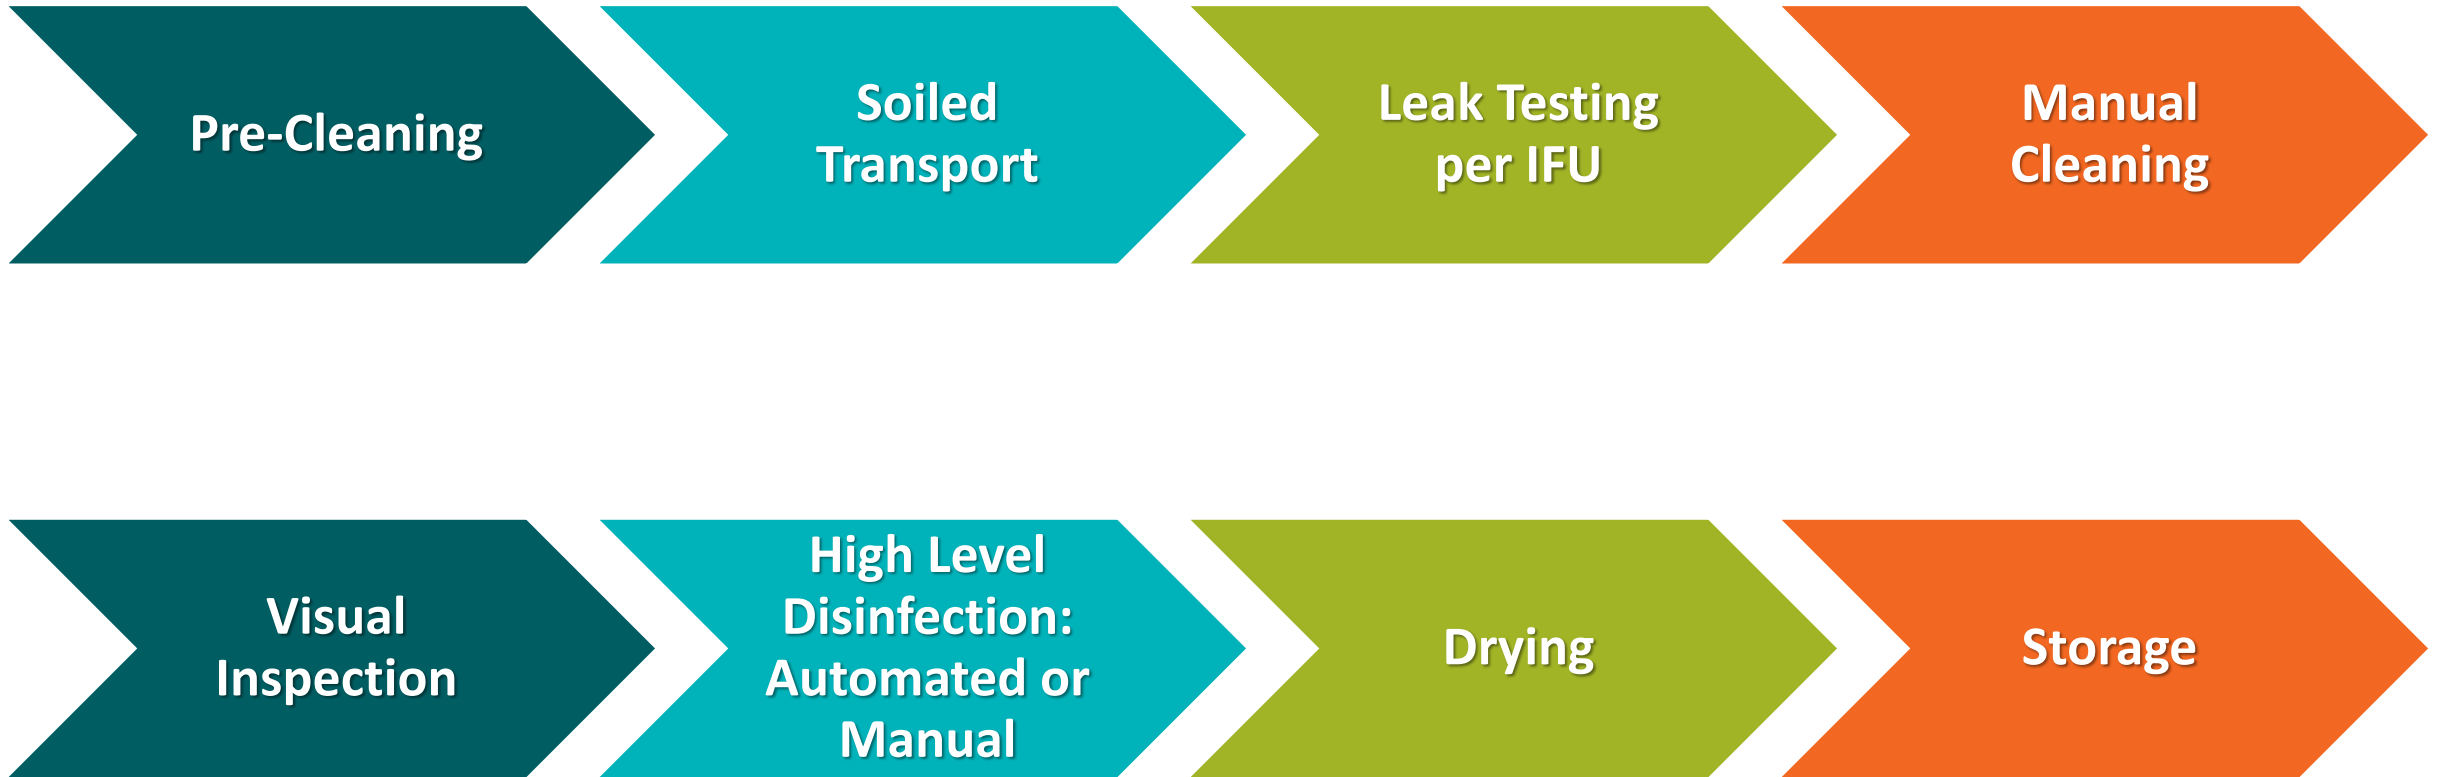 Pre-Cleaning
Soiled
Transport
Leak Testing
per IFU
Manual
Cleaning
Visual
Inspection
High Level
Disinfection:
Automated or
Manual
Drying
Storage